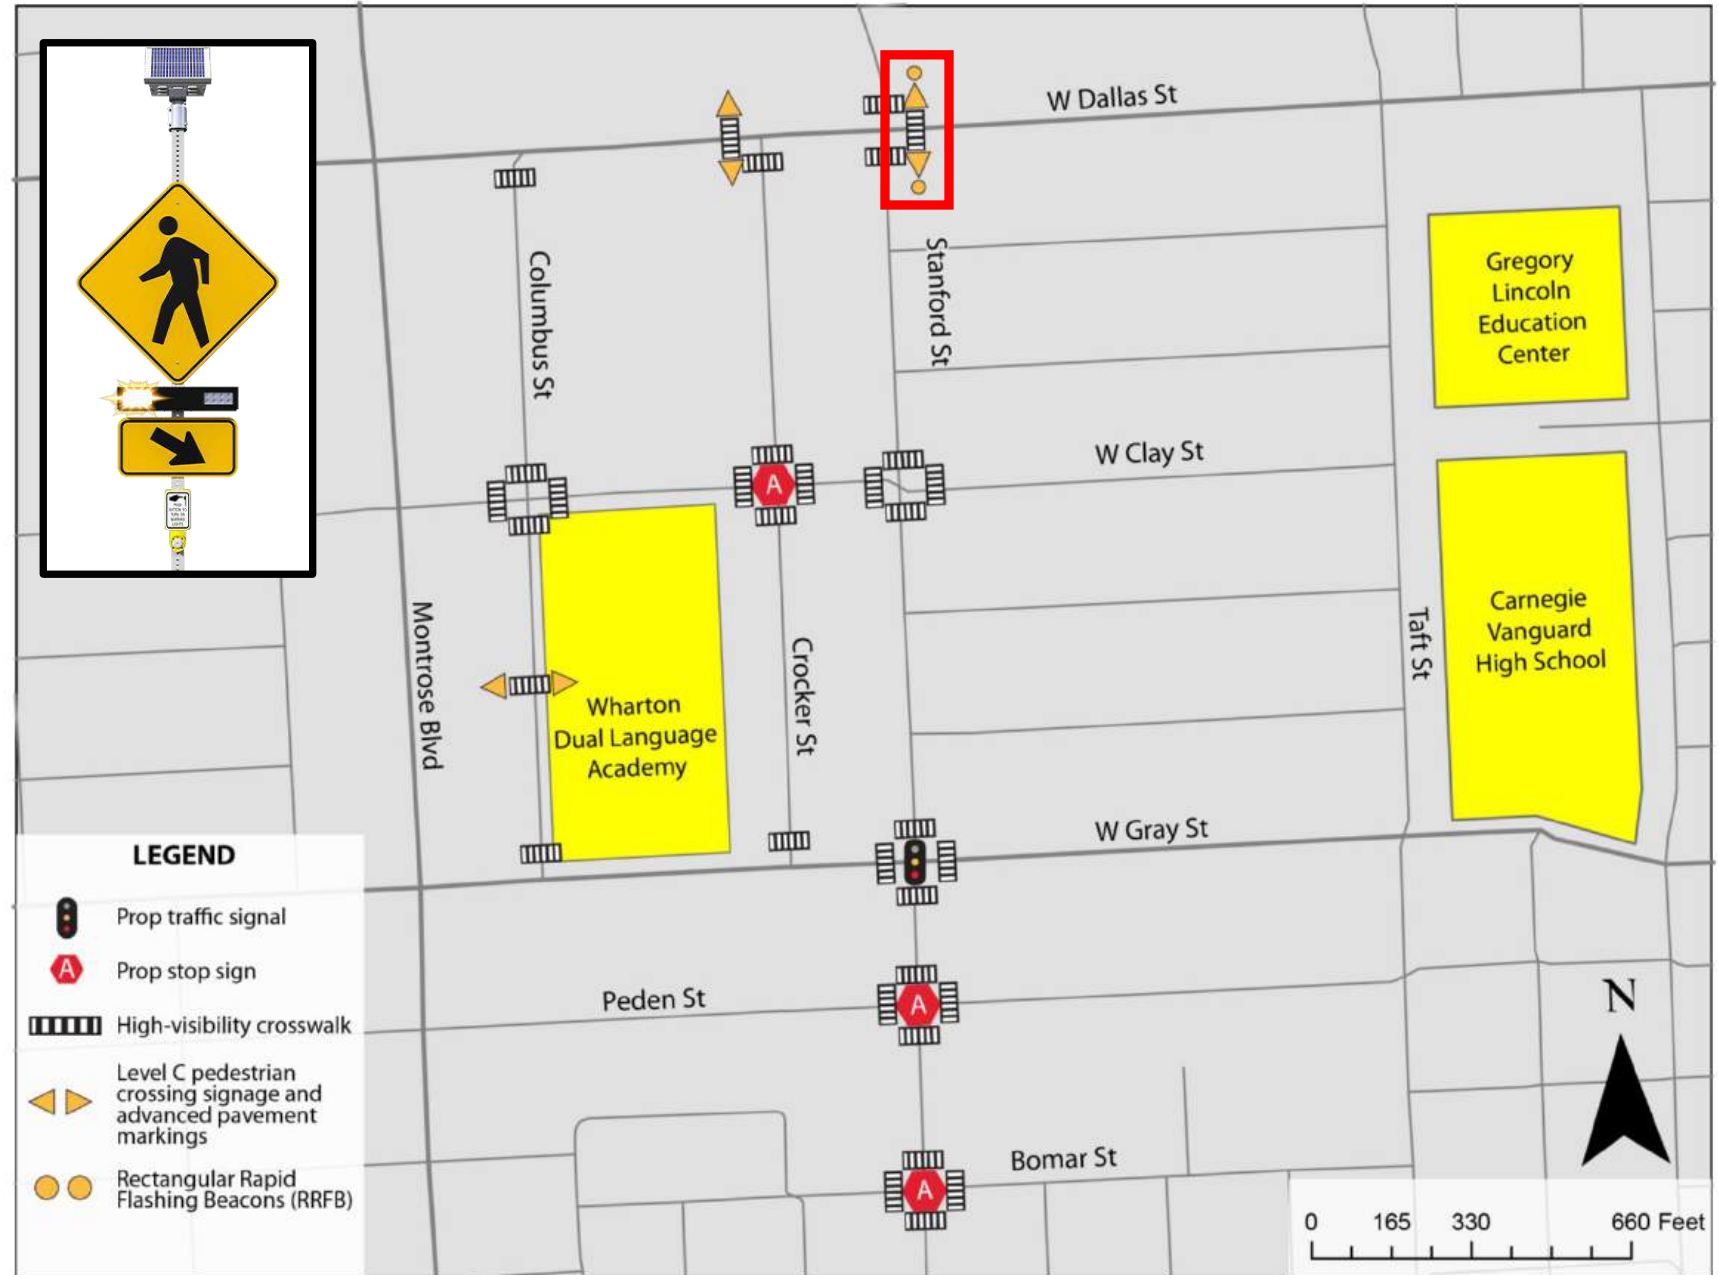 W Dallas St
Columbus St
Stanford St
Gregory
Lincoln
Education
Center
W Clay St
A
Montrose Blvd
Crocker St
Taft St
Carnegie
Vanguard
High School
Wharton
Dual Language
Academy
W Gray St
LEGEND
Prop traffic signal
A Prop stop sign
High-visibility crosswalk
Level C pedestrian
crossing signage and
advanced pavement
markings
Rectangular Rapid
Flashing Beacons (RRFB)
Peden St
A
Bomar St
A
N
0 165 330 660 Feet